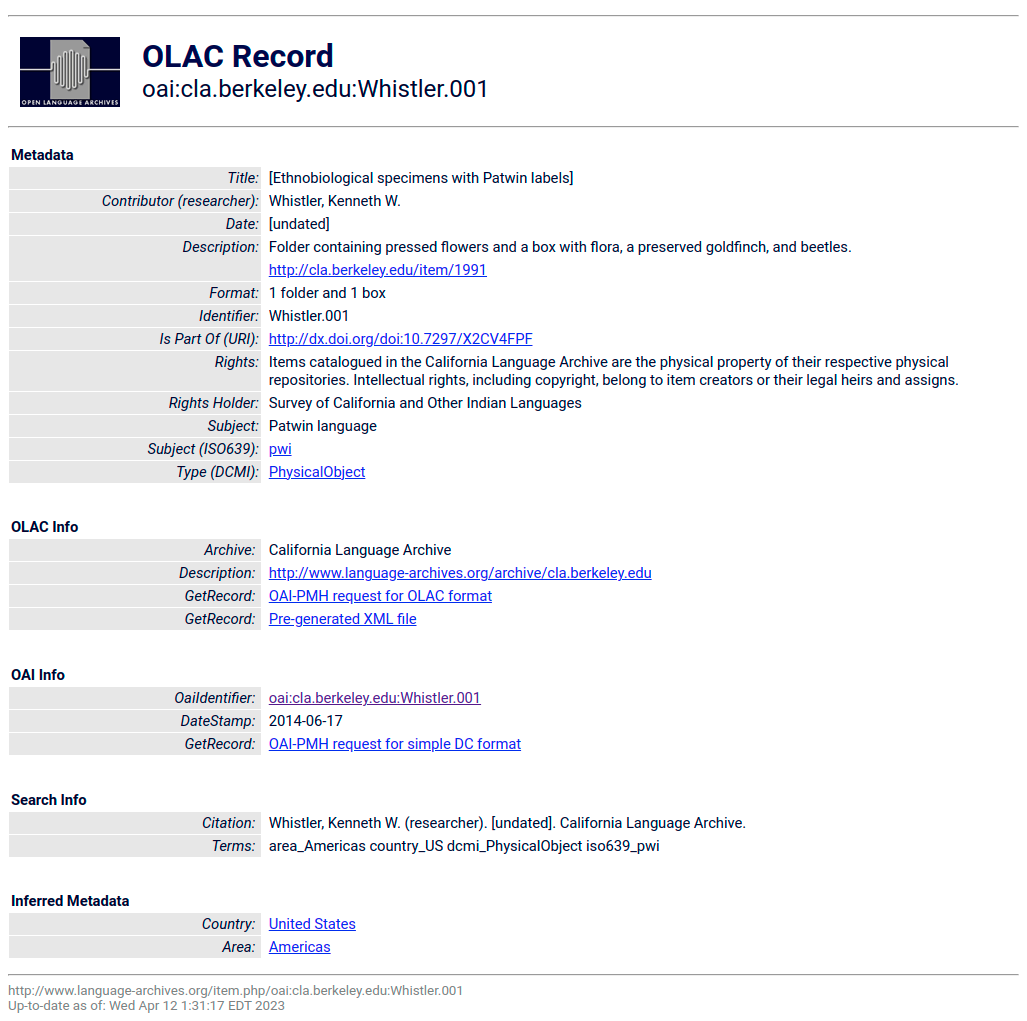 OPEN LANGUAGE ARCHIVES
OLAC Record
oai:cla.berkeley.edu:Whistler.001
Metadata
Title: [Ethnobiological specimens with Patwin labels]
Contributor (researcher): Whistler, Kenneth W.
Date: [undated]
Description: Folder containing pressed flowers and a box with flora, a preserved goldfinch, and beetles.
http://cla.berkeley.edu/item/1991
Format: 1 folder and 1 box
Identifier: Whistler.001
Is Part Of (URI): http://dx.doi.org/doi:10.7297/X2CV4FPF
Rights: Items catalogued in the California Language Archive are the physical property of their respective physical
repositories. Intellectual rights, including copyright, belong to item creators or their legal heirs and assigns.
Rights Holder: Survey of California and Other Indian Languages
Subject: Patwin language
Subject (ISO639): pwi
Type (DCMI): PhysicalObject
OLAC Info
Archive: California Language Archive
Description: http://www.language-archives.org/archive/cla.berkeley.edu
GetRecord: OAI-PMH request for OLAC format
GetRecord: Pre-generated XML file
OAI Info
OaiIdentifier: oai:cla.berkeley.edu:Whistler.001
DateStamp: 2014-06-17
GetRecord: OAI-PMH request for simple DC format
Search Info
Citation: Whistler, Kenneth W. (researcher). [undated]. California Language Archive.
Terms: area_Americas country_US dcmi_PhysicalObject iso639_pwi
Inferred Metadata
Country: United States
Area: Americas
http://www.language-archives.org/item.php/oai:cla.berkeley.edu:Whistler.001
Up-to-date as of: Wed Apr 12 1:31:17 EDT 2023